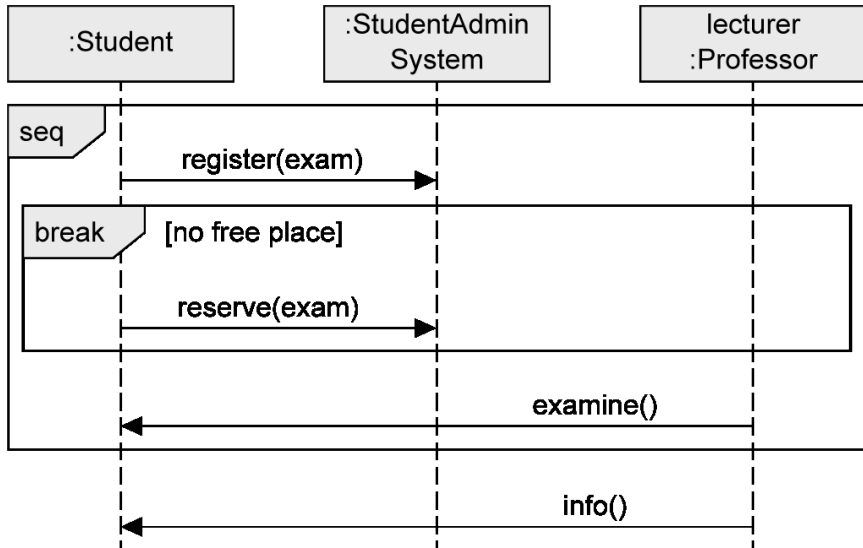 :Student
:StudentAdmin
System
lecturer
:Professor
seq
register(exam)
break
[no free place]
reserve(exam)
examine()
info()